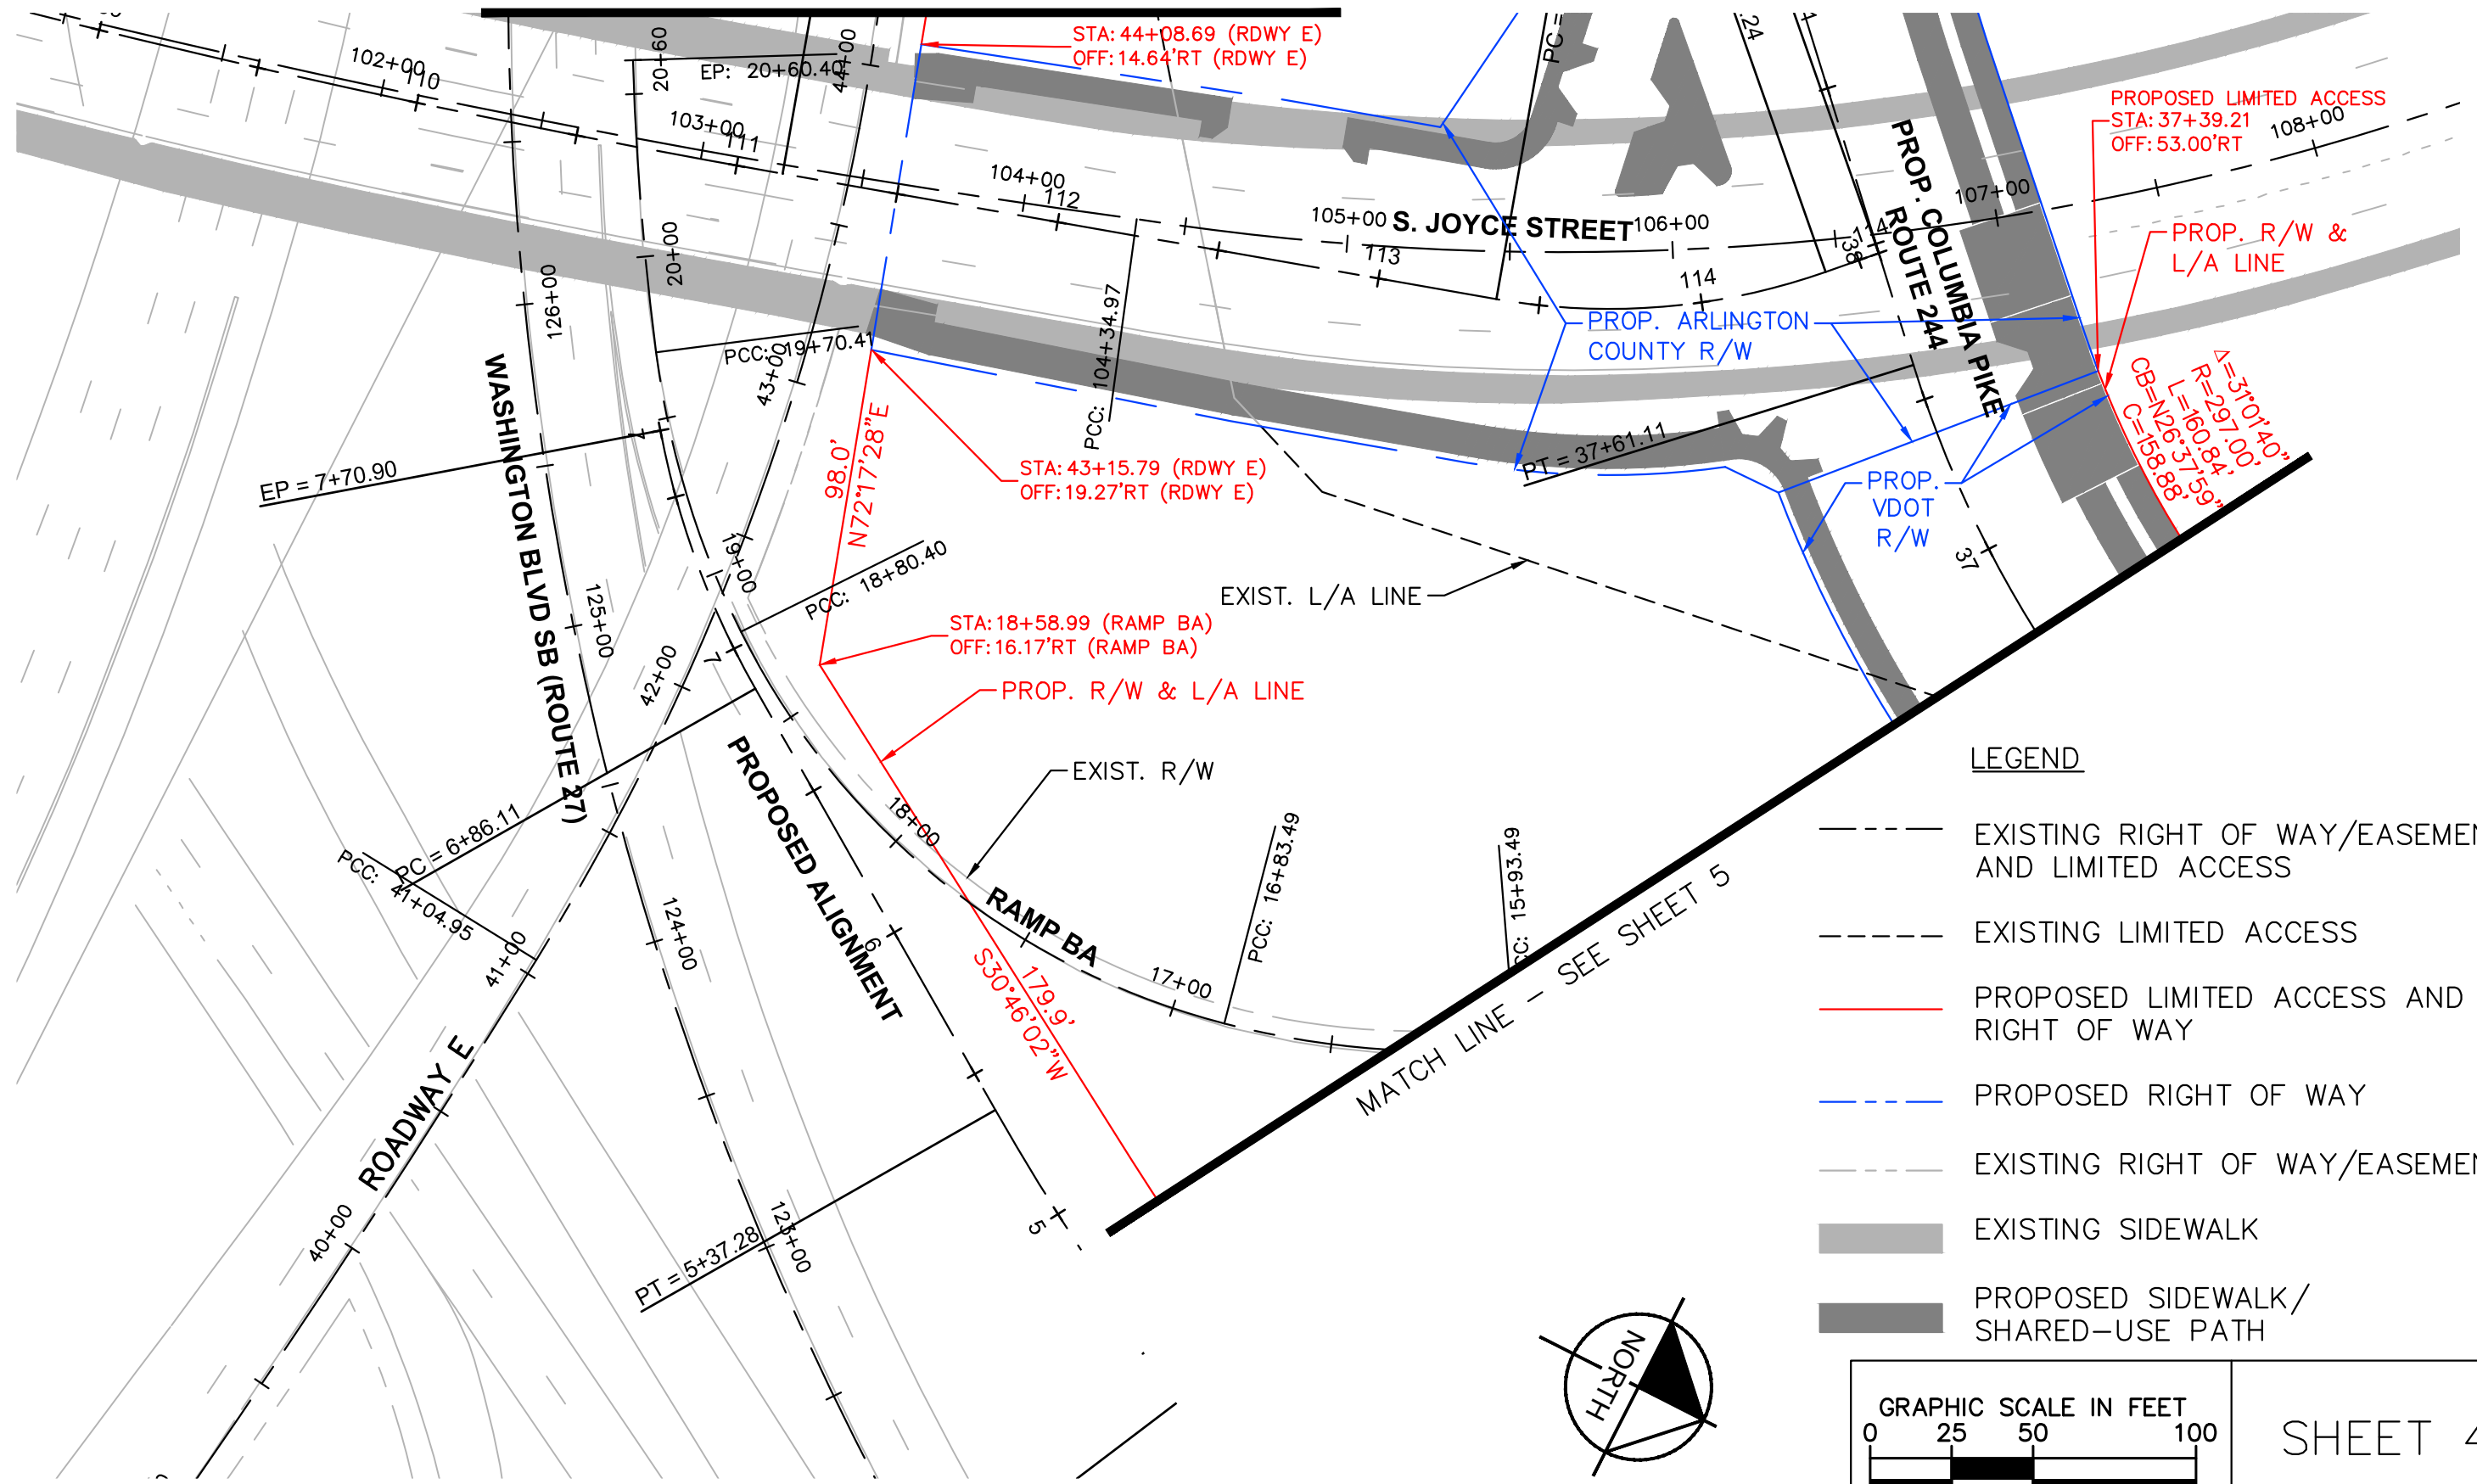 STA: 44+08.69 (RDWY E)
OFF: 14.64'RT (RDWY E)
102+00
110
20+60
EP: 20+60.40
44+00
103+00
111
PC =
PROPOSED LIMITED ACCESS
STA: 37+39.21
OFF: 53.00'RT
108+00
104+00
112
105+00
S. JOYCE STREET
106+00
107+00
114
38
PROP. COLUMBIA PIKE
ROUTE 244
PROP. R/W &
L/A LINE
113
114
20+00
126+00
PCC: 19+70.41
PCC: 104+34.97
43+00
PROP. ARLINGTON
COUNTY R/W
WASHINGTON BLVD SB (ROUTE 27)
Δ=31°01'40"
R=297.00'
L=160.84'
CB=N26°37'59"
C=158.88'
98.0'
N72°17'28"E
STA: 43+15.79 (RDWY E)
OFF: 19.27'RT (RDWY E)
EP = 7+70.90
PT = 37+61.11
PROP.
VDOT
R/W
37
19+00
PCC: 18+80.40
EXIST. L/A LINE
125+00
7
STA: 18+58.99 (RAMP BA)
OFF: 16.17'RT (RAMP BA)
42+00
PROP. R/W & L/A LINE
PROPOSED ALIGNMENT
EXIST. R/W
18+00
PC = 6+86.11
PCC: 41+04.95
RAMP BA
PCC: 16+83.49
15+93.49
124+00
41+00
6
17+00
179.9'
S30°46'02"W
MATCH LINE – SEE SHEET 5
ROADWAY E
40+00
5
123+00
PT = 5+37.28
LEGEND
EXISTING RIGHT OF WAY/
AND LIMITED ACCESS
EXISTING LIMITED ACCESS
PROPOSED LIMITED ACCESS AND
RIGHT OF WAY
PROPOSED RIGHT OF WAY
EXISTING RIGHT OF WAY/
EXISTING SIDEWALK
PROPOSED SIDEWALK/
SHARED-USE PATH
NORTH
GRAPHIC SCALE IN FEET
0 25 50 100
SHEET 4